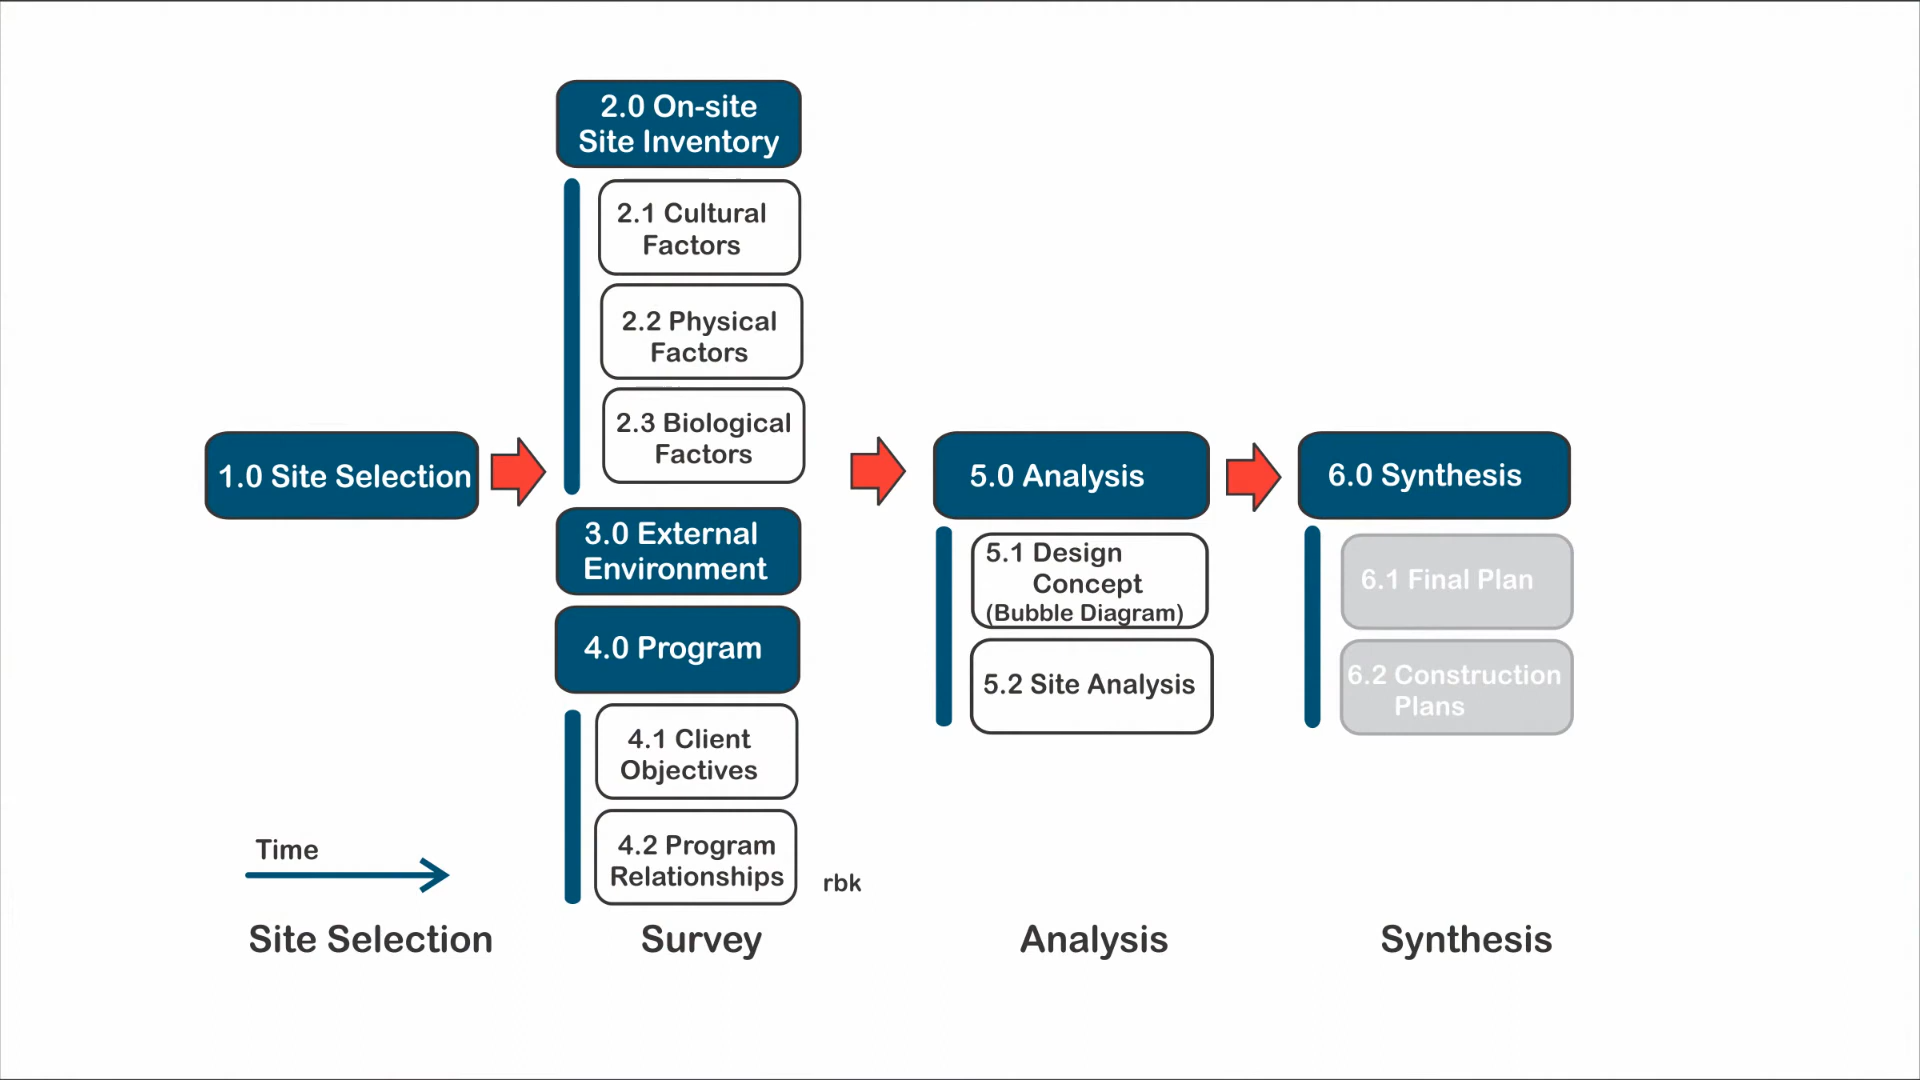 2.0 On-site
Site Inventory
2.1 Cultural
Factors
2.2 Physical
Factors
2.3 Biological
Factors
1.0 Site Selection
3.0 External
Environment
4.0 Program
4.1 Client
Objectives
4.2 Program
Relationships
rbk
5.0 Analysis
5.1 Design
Concept
(Bubble Diagram)
5.2 Site Analysis
6.0 Synthesis
6.1 Final Plan
6.2 Construction
Plans
Time
Site Selection
Survey
Analysis
Synthesis